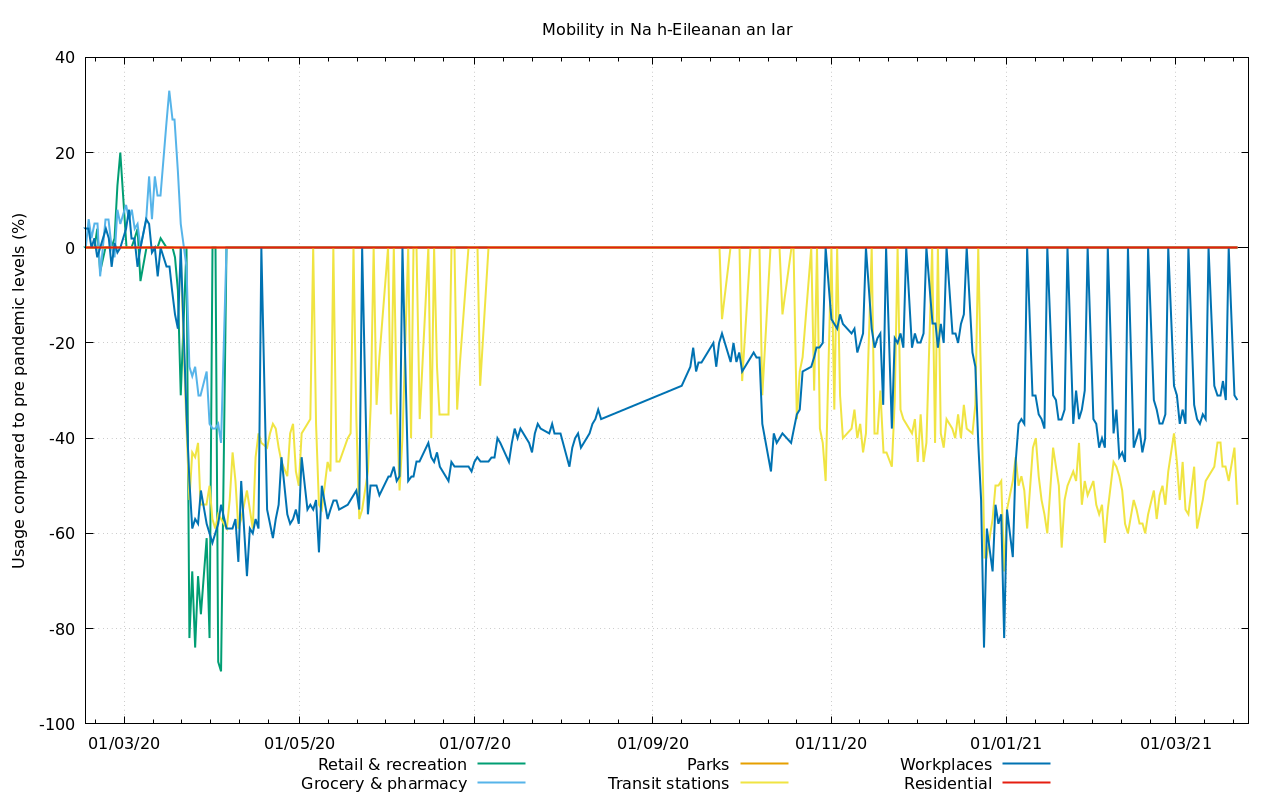 Mobility in Na h-Eileanan an Iar
Usage compared to pre pandemic levels (%)
40
20
0
-20
-40
-60
-80
-100
01/03/20 01/05/20 01/07/20 01/09/20 01/11/20 01/01/21 01/03/21
Retail & recreation Parks Workplaces
Grocery & pharmacy Transit stations Residential